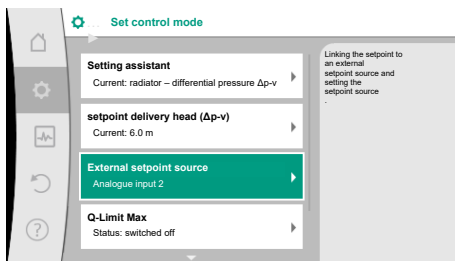 Set control mode
Setting assistant
Current: radiator – differential pressure Δp-v
setpoint delivery head (Δp-v)
Current: 6.0 m
External setpoint source
Analogue input 2
Q-Limit Max
Status: switched off
Linking the setpoint to
an external
setpoint source and
setting the
setpoint source
.
?